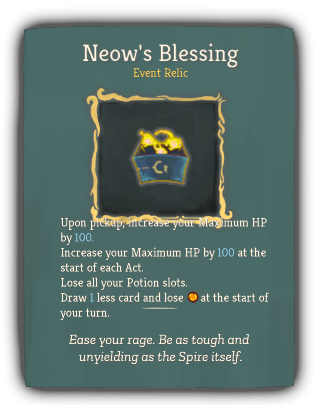 Neow's Blessing
Event Relic
Upon pickup, increase your Maximum HP
by 100.
Increase your Maximum HP by 100 at the
start of each Act.
Lose all your Potion slots.
Draw 1 less card and lose at the start of
your turn.
Ease your rage. Be as tough and
unyielding as the Spire itself.